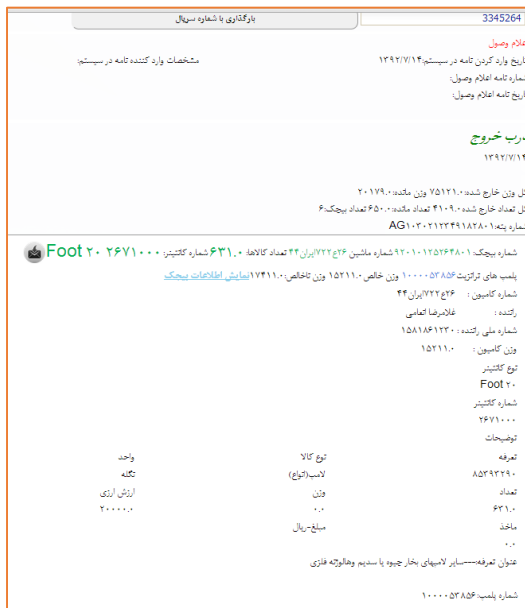 3345264 بارگذاری با شماره سریال
اعلام وصول
تاریخ وارد کردن نامه در سیستم:۱۳۹۲/۷/۱۴ مشخصات وارد کننده نامه در سیستم:
شماره نامه اعلام وصول:
تاریخ نامه اعلام وصول:
درب خروج
۱۳۹۲/۷/۱۴
کل وزن خارج شده:۷۵۱۲۱.۰ وزن مانده:۲۰۱۷۹.۰
کل تعداد خارج شده:۴۱۰۹.۰ تعداد مانده:۶۵۰.۰ تعداد بیجک:۶
شماره پته:AG۱۰۳۰۲۱۲۳۴۹۱۸۲۸۰۱
شماره بیجک:۹۲۰۱۰۱۲۵۲۶۴۸۰۱ شماره ماشین ۲۶ع۷۲۲ایران۴۴ تعداد کالاها: ۶۳۱.۰ شماره کانتینر: ۲۶۷۱۰۰۰ ۲۰ Foot
پلمب های ترانزیت:۱۰۰۰۰۵۳۸۵۶ وزن خالص:۱۵۲۱۱.۰ وزن ناخالص:۱۷۴۱۱.۰ نمایش اطلاعات بیجک
شماره کامیون : ۲۶ع۷۲۲ایران۴۴
راننده : غلامرضا انعامی
شماره ملی راننده : ۱۵۸۱۸۶۱۲۳۰
وزن کامیون : ۱۵۲۱۱.۰
نوع کانتینر
۲۰ Foot
شماره کانتینر
۲۶۷۱۰۰۰
توضیحات
تعرفه نوع کالا واحد
۸۵۳۹۳۲۹۰ لامپ(انواع) نگله
تعداد وزن ارزش ارزی
۶۳۱.۰ ۰.۰ ۲۰۰۰۰.۰
ماخذ مبلغ-ریال
۰.۰
عنوان تعرفه:---سایر لامپهای بخار جیوه یا سدیم وهالوژنه فلزی
شماره پلمب:۱۰۰۰۰۵۳۸۵۶